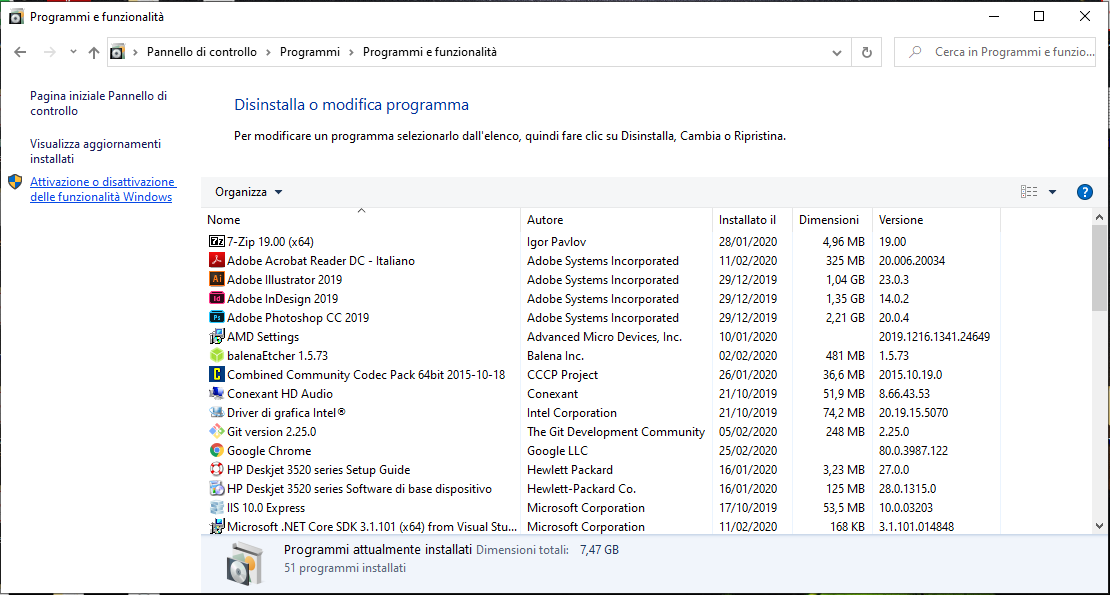 Programmi e funzionalità
Pannello di controllo > Programmi > Programmi e funzionalità
Cerca in Programmi e funzio...
Pagina iniziale Pannello di
controllo
Visualizza aggiornamenti
installati
Attivazione o disattivazione
delle funzionalità Windows
Disinstalla o modifica programma
Per modificare un programma selezionarlo dall'elenco, quindi fare clic su Disinstalla, Cambia o Ripristina.
Organizza
Nome Autore Installato il Dimensioni Versione
7-Zip 19.00 (x64) Igor Pavlov 28/01/2020 4,96 MB 19.00
Adobe Acrobat Reader DC - Italiano Adobe Systems Incorporated 11/02/2020 325 MB 20.006.20034
Adobe Illustrator 2019 Adobe Systems Incorporated 29/12/2019 1,04 GB 23.0.3
Adobe InDesign 2019 Adobe Systems Incorporated 29/12/2019 1,35 GB 14.0.2
Adobe Photoshop CC 2019 Adobe Systems Incorporated 29/12/2019 2,21 GB 20.0.4
AMD Settings Advanced Micro Devices, Inc. 10/01/2020 2019.1216.1341.24649
balenaEtcher 1.5.73 Balena Inc. 02/02/2020 481 MB 1.5.73
Combined Community Codec Pack 64bit 2015-10-18 CCCP Project 26/01/2020 36,6 MB 2015.10.19.0
Conexant HD Audio Conexant 21/10/2019 51,9 MB 8.66.43.53
Driver di grafica Intel® Intel Corporation 21/10/2019 74,2 MB 20.19.15.5070
Git version 2.25.0 The Git Development Community 05/02/2020 248 MB 2.25.0
Google Chrome Google LLC 25/02/2020 80.0.3987.122
HP Deskjet 3520 series Setup Guide Hewlett Packard 16/01/2020 3,23 MB 27.0.0
HP Deskjet 3520 series Software di base dispositivo Hewlett-Packard Co. 16/01/2020 125 MB 28.0.1315.0
IIS 10.0 Express Microsoft Corporation 17/10/2019 53,5 MB 10.0.03203
Microsoft .NET Core SDK 3.1.101 (x64) from Visual Stu... Microsoft Corporation 11/02/2020 168 KB 3.1.101.014848
Programmi attualmente installati Dimensioni totali: 7,47 GB
51 programmi installati